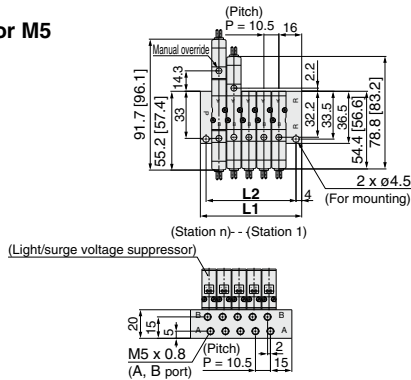 or M5
(Pitch)
P = 10.5
16
Manual override
14.3
33
91.7 [96.1]
55.2 [57.4]
2.2
32.2
33.5
36.5
54.4 [56.6]
78.8 [83.2]
P
R
R
L2
4
L1
2 x ø4.5
(For mounting)
(Station n)- - (Station 1)
(Light/surge voltage suppressor)
20
15
5
B
B
A
A
M5 x 0.8
(A, B port)
(Pitch)
P = 10.5
2
15